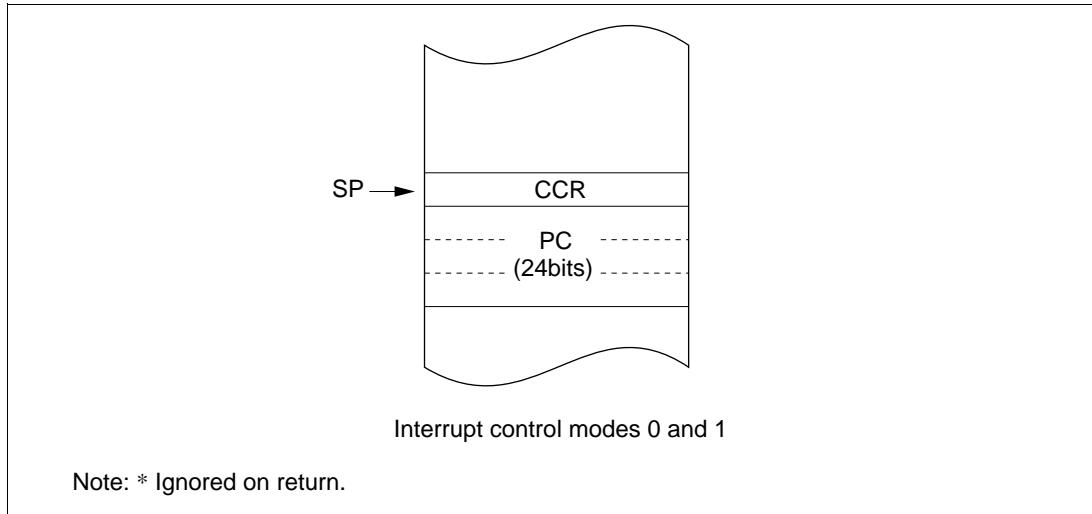 SP
CCR
PC
(24bits)
Interrupt control modes 0 and 1
Note: * Ignored on return.